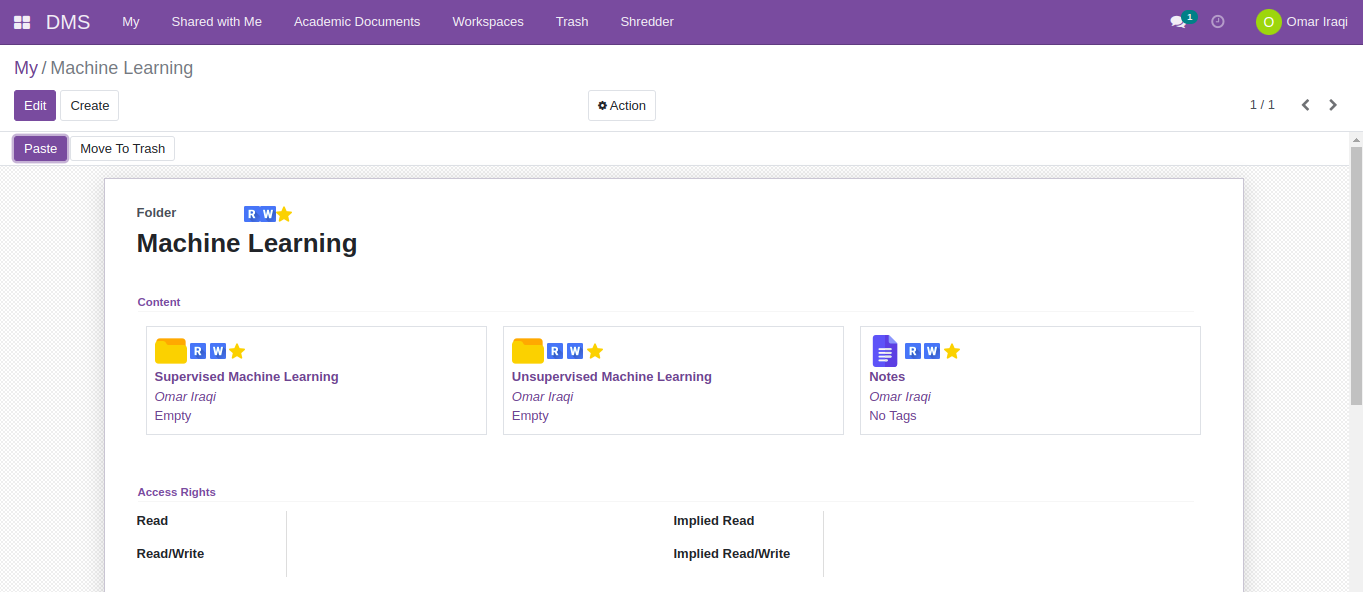 DMS My Shared with Me Academic Documents Workspaces Trash Shredder 1 O Omar Iraqi
My / Machine Learning
Edit Create Action 1 / 1
Paste Move To Trash
Folder R W
Machine Learning
Content
R W
Supervised Machine Learning
Omar Iraqi
Empty
R W
Unsupervised Machine Learning
Omar Iraqi
Empty
R W
Notes
Omar Iraqi
No Tags
Access Rights
Read Implied Read
Read/Write Implied Read/Write